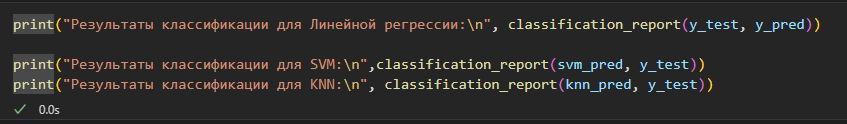 print("Результаты классификации для Линейной регрессии:\n", classification_report(y_test, y_pred))
print("Результаты классификации для SVM:\n",classification_report(svm_pred, y_test))
print("Результаты классификации для KNN:\n", classification_report(knn_pred, y_test))
✓ 0.0s